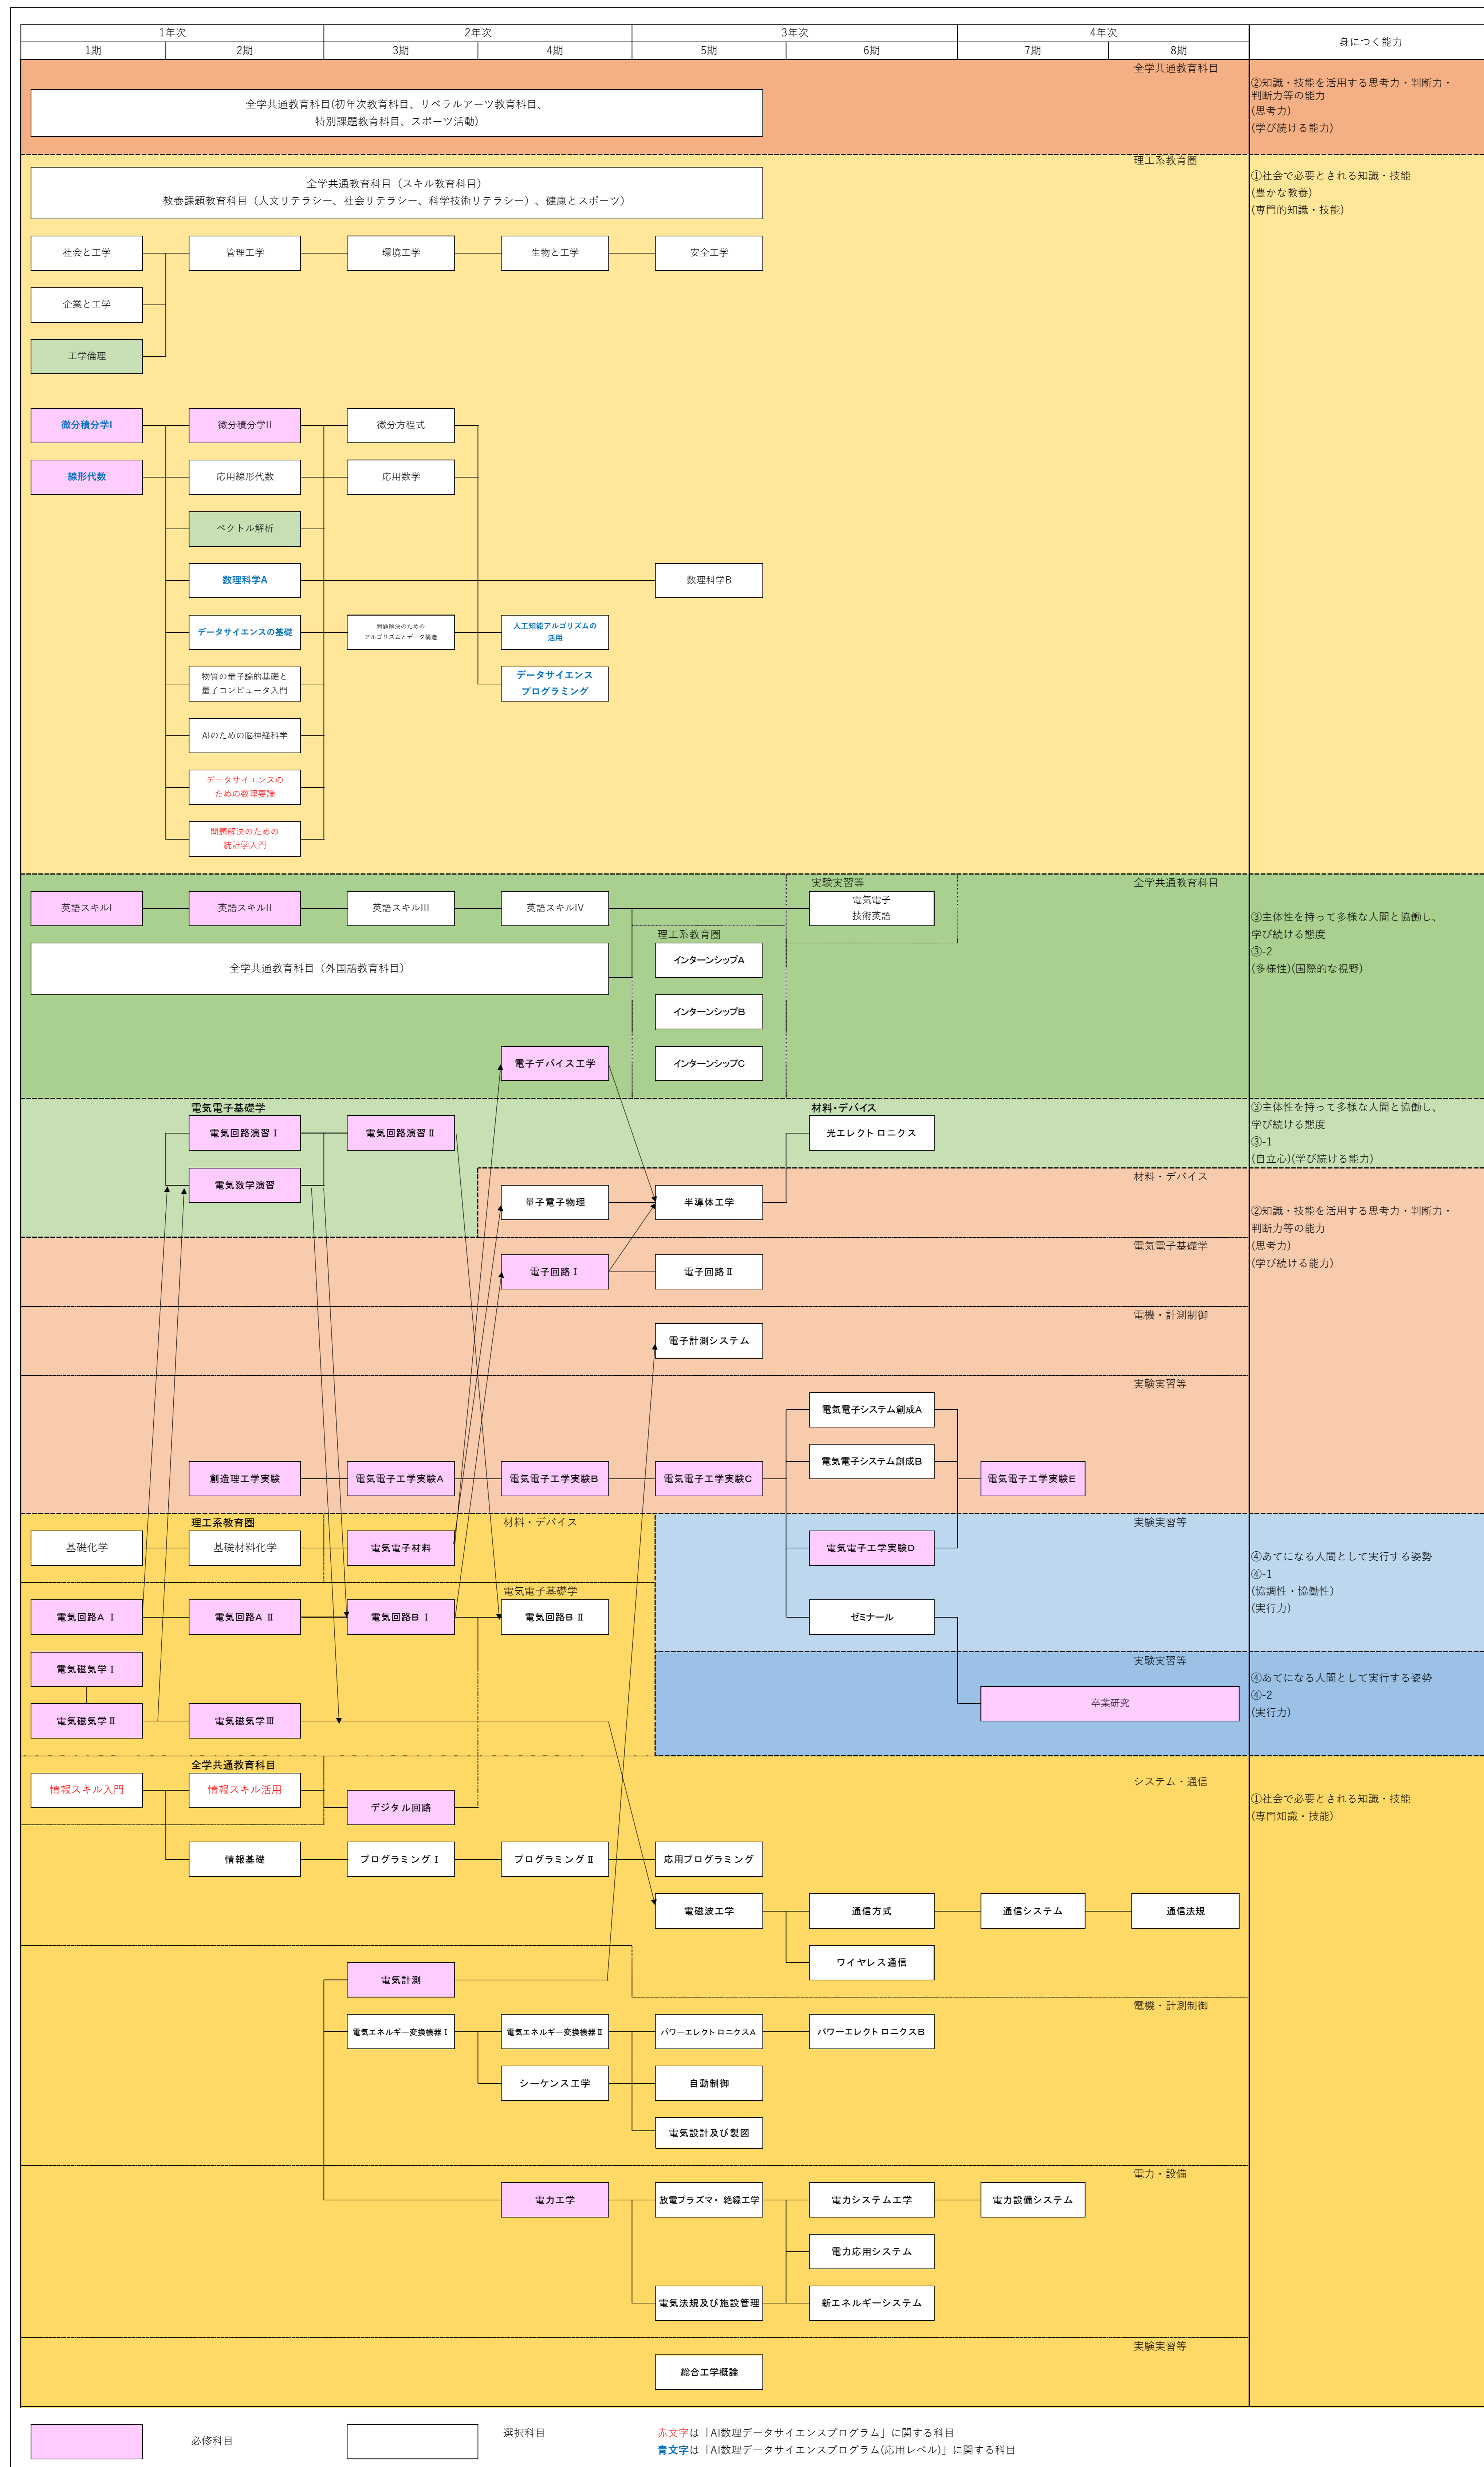 1年次
2年次
3年次
4年次
身につく能力
1期
2期
3期
4期
5期
6期
7期
8期
全学共通教育科目
全学共通教育科目(初年次教育科目、リベラルアーツ教育科目、
特別課題教育科目、スポーツ活動)
②知識・技能を活用する思考力・判断力・
判断力等の能力
(思考力)
(学び続ける能力)
理工系教育圏
全学共通教育科目（スキル教育科目）
教養課題教育科目（人文リテラシー、社会リテラシー、科学技術リテラシー）、健康とスポーツ）
①社会で必要とされる知識・技能
(豊かな教養)
(専門的知識・技能)
社会と工学
管理工学
環境工学
生物と工学
安全工学
企業と工学
工学倫理
微分積分学I
微分積分学II
微分方程式
線形代数
応用線形代数
応用数学
ベクトル解析
数理科学A
数理科学B
データサイエンスの基礎
問題解決のための
アルゴリズムとデータ構造
人工知能アルゴリズムの
活用
物質の量子論的基礎と
量子コンピュータ入門
データサイエンス
プログラミング
AIのための脳神経科学
データサイエンスの
ための数理要論
問題解決のための
統計学入門
実験実習等
全学共通教育科目
英語スキルI
英語スキルII
英語スキルIII
英語スキルIV
電気電子
技術英語
③主体性を持って多様な人間と協働し、
学び続ける態度
③-2
(多様性)(国際的な視野)
理工系教育圏
全学共通教育科目（外国語教育科目）
インターンシップA
インターンシップB
電子デバイス工学
インターンシップC
電気電子基礎学
材料・デバイス
③主体性を持って多様な人間と協働し、
学び続ける態度
③-1
(自立心)(学び続ける能力)
電気回路演習Ⅰ
電気回路演習Ⅱ
光エレクトロニクス
電気数学演習
材料・デバイス
量子電子物理
半導体工学
②知識・技能を活用する思考力・判断力・
判断力等の能力
(思考力)
(学び続ける能力)
電気電子基礎学
電子回路Ⅰ
電子回路Ⅱ
電機・計測制御
電子計測システム
実験実習等
電気電子システム創成A
電気電子システム創成B
創造理工学実験
電気電子工学実験A
電気電子工学実験B
電気電子工学実験C
電気電子工学実験E
理工系教育圏
材料・デバイス
実験実習等
基礎化学
基礎材料化学
電気電子材料
電気電子工学実験D
④あてになる人間として実行する姿勢
④-1
(協調性・協働性)
(実行力)
電気電子基礎学
電気回路A Ⅰ
電気回路A Ⅱ
電気回路B Ⅰ
電気回路B Ⅱ
ゼミナール
電気磁気学Ⅰ
実験実習等
④あてになる人間として実行する姿勢
④-2
(実行力)
電気磁気学Ⅱ
電気磁気学Ⅲ
卒業研究
全学共通教育科目
情報スキル入門
情報スキル活用
デジタル回路
システム・通信
①社会で必要とされる知識・技能
(専門知識・技能)
情報基礎
プログラミングⅠ
プログラミングⅡ
応用プログラミング
電磁波工学
通信方式
通信システム
通信法規
ワイヤレス通信
電気計測
電機・計測制御
電気エネルギー変換機器Ⅰ
電気エネルギー変換機器Ⅱ
パワーエレクトロニクスA
パワーエレクトロニクスB
シーケンス工学
自動制御
電気設計及び製図
電力・設備
電力工学
放電プラズマ・絶縁工学
電力システム工学
電力設備システム
電力応用システム
電気法規及び施設管理
新エネルギーシステム
実験実習等
総合工学概論
必修科目
選択科目
赤文字は「AI数理データサイエンスプログラム」に関する科目
青文字は「AI数理データサイエンスプログラム(応用レベル)」に関する科目